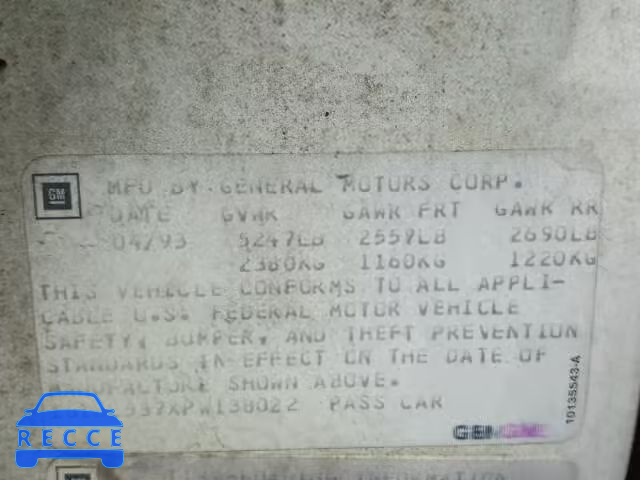 GM
MFD BY GENERAL MOTORS CORP.
DATE GVWR GAWR FRT GAWR RR
04/93 5247LB 2557LB 2690LB
2380KG 1160KG 1220KG
THIS VEHICLE CONFORMS TO ALL APPLI-
CABLE U.S. FEDERAL MOTOR VEHICLE
SAFETY, BUMPER, AND THEFT PREVENTION
STANDARDS IN EFFECT ON THE DATE OF
MANUFACTURE SHOWN ABOVE.
PASS CAR
10135543-A
RECCE